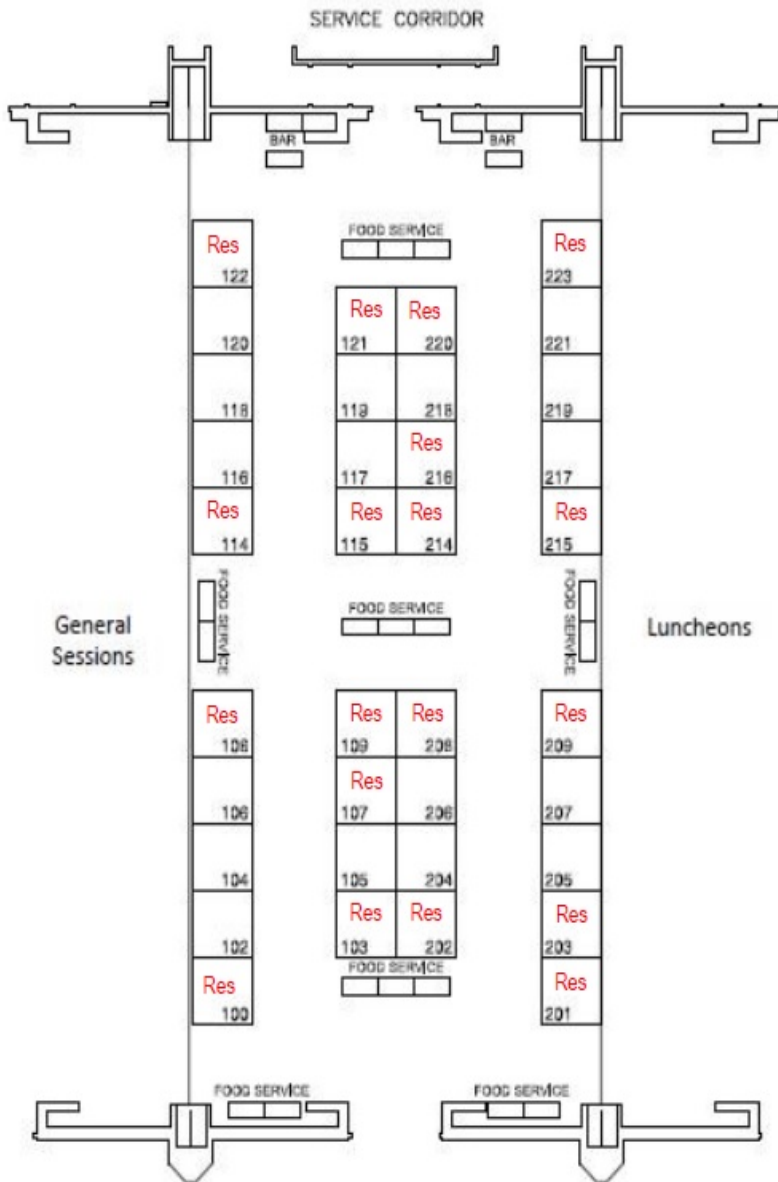 SERVICE CORRIDOR
BAR
BAR
FOOD SERVICE
Res
122
Res
223
Res
121
Res
220
120
221
119
218
118
219
117
Res
216
116
217
Res
114
Res
115
Res
214
Res
215
FOOD SERVICE
FOOD SERVICE
FOOD SERVICE
General
Sessions
Luncheons
Res
108
Res
109
Res
208
Res
209
106
Res
107
206
207
104
105
204
205
102
Res
103
Res
202
Res
203
FOOD SERVICE
Res
100
Res
201
FOOD SERVICE
FOOD SERVICE